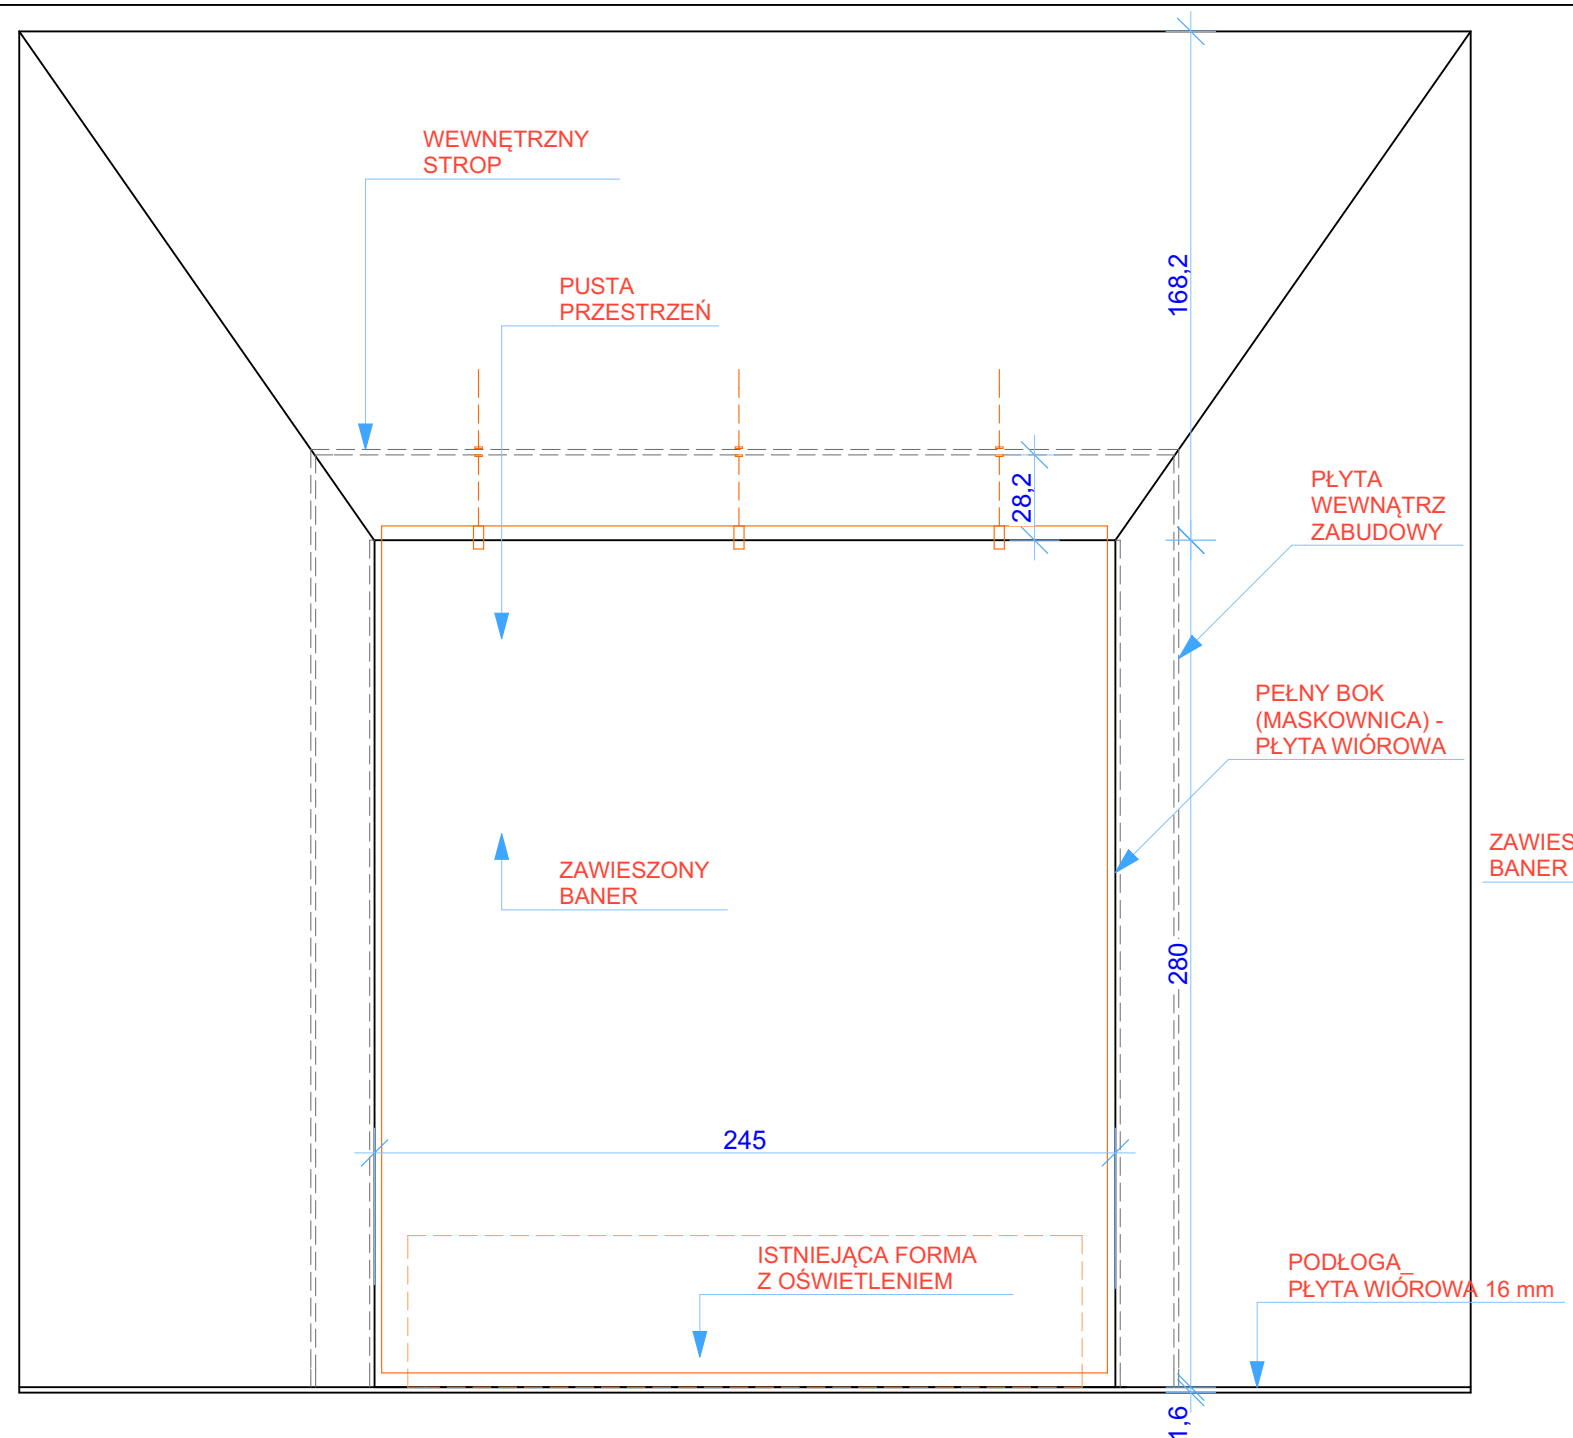 WEWNĘTRZNY
STROP
168,2
PUSTA
PRZESTRZEŃ
28,2
PŁYTA
WEWNĄTRZ
ZABUDOWY
PEŁNY BOK
(MASKOWNICA) -
PŁYTA WIÓROWA
ZAWIES
BANER
ZAWIESZONY
BANER
280
245
ISTNIEJĄCA FORMA
Z OŚWIETLENIEM
PODŁOGA_
PŁYTA WIÓROWA 16 mm
1,6